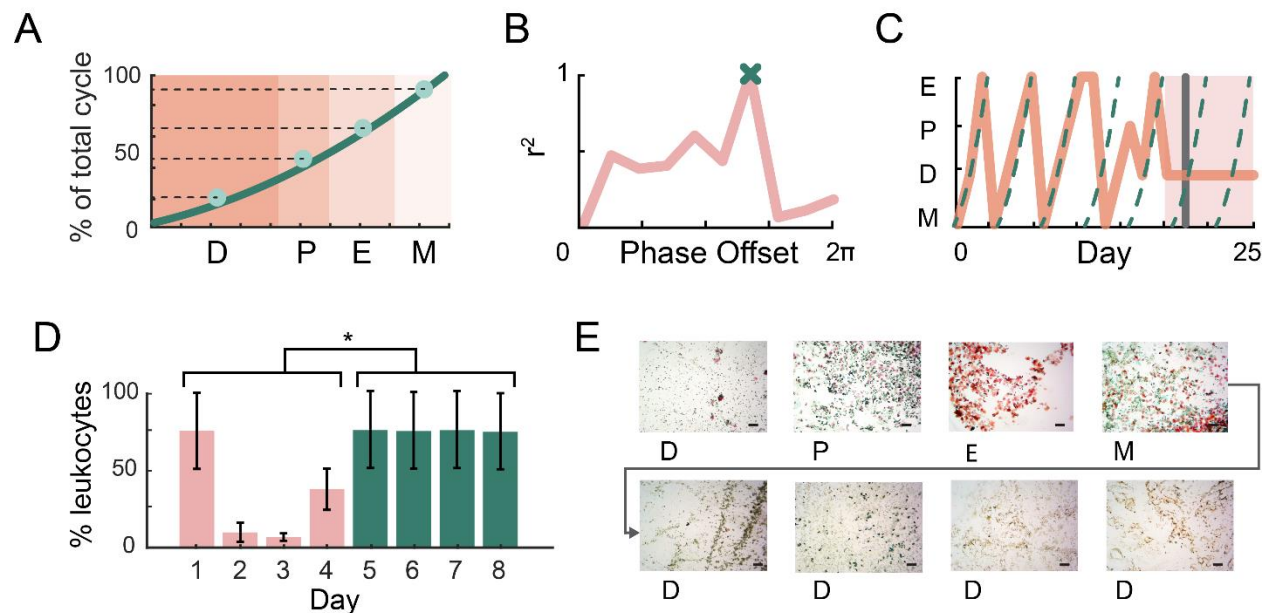 A
% of total cycle
100
50
0
D P E M
B
r²
1
0
Phase Offset
2π
C
E
P
D
M
0
Day
25
D
*
% leukocytes
100
50
0
1 2 3 4 5 6 7 8
Day
E
D P E M
D D D D